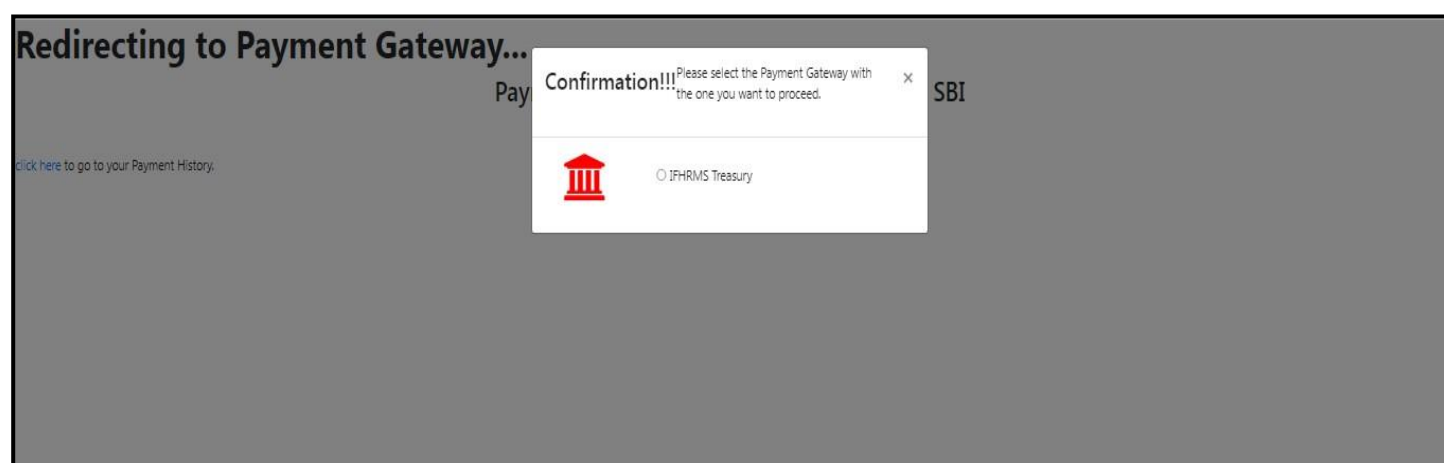 Redirecting to Payment Gateway...
Pay
SBI
Confirmation!!!
Please select the Payment Gateway with
the one you want to proceed.
×
click here to go to your Payment History.
IFHRMS Treasury